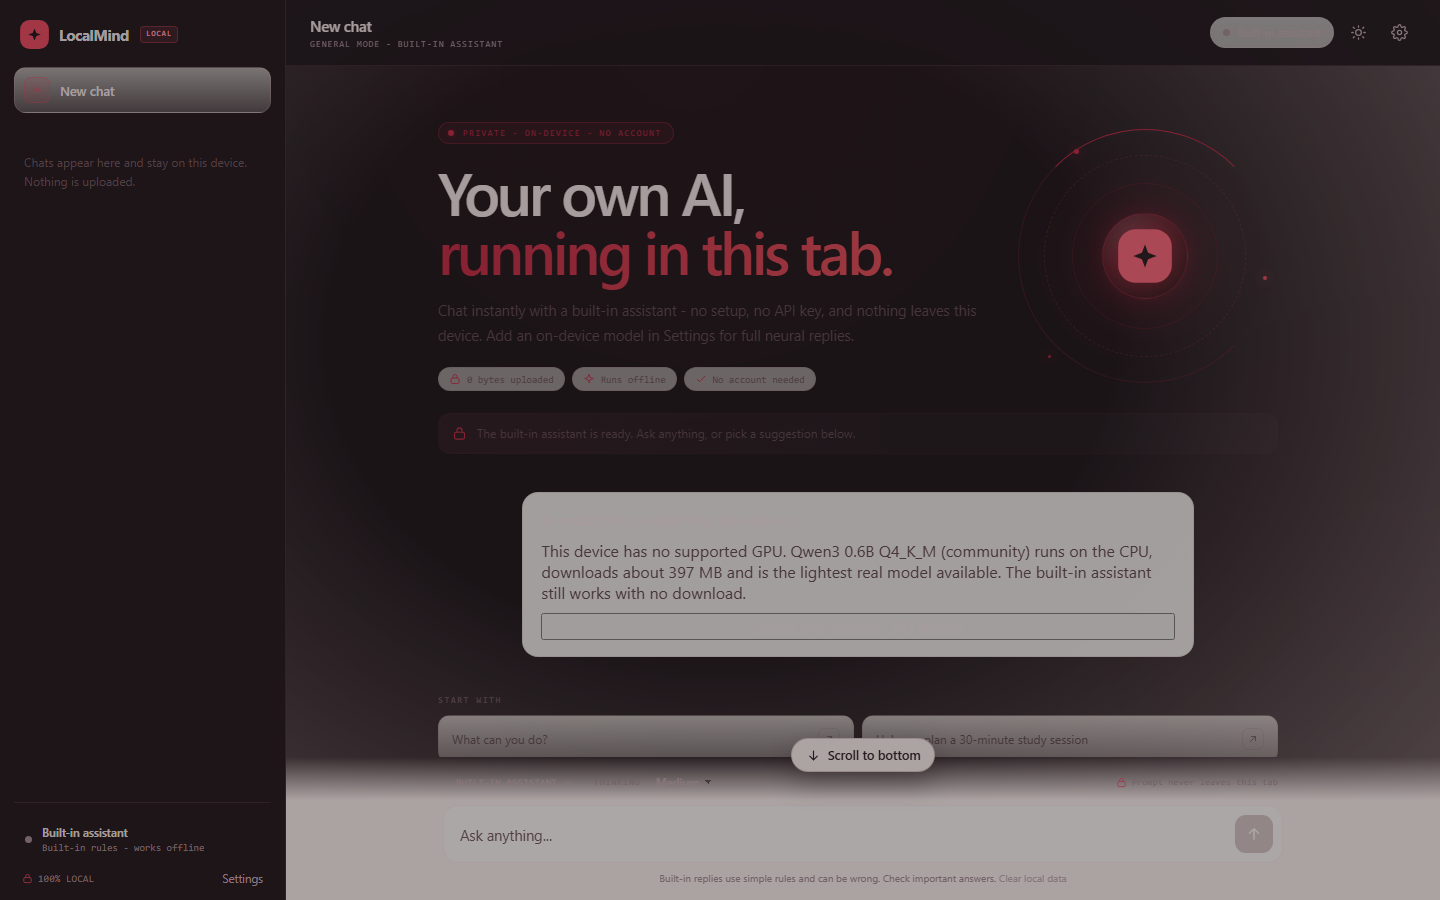 LocalMind LOCAL
New chat
Chats appear here and stay on this device.
Nothing is uploaded.
Built-in assistant
Built-in rules - works offline
100% LOCAL
Settings
New chat
GENERAL MODE - BUILT-IN ASSISTANT
PRIVATE - ON-DEVICE - NO ACCOUNT
Your own AI,
running in this tab.
Chat instantly with a built-in assistant - no setup, no API key, and nothing leaves this
device. Add an on-device model in Settings for full neural replies.
0 bytes uploaded
Runs offline
No account needed
The built-in assistant is ready. Ask anything, or pick a suggestion below.
This device has no supported GPU. Qwen3 0.6B Q4_K_M (community) runs on the CPU,
downloads about 397 MB and is the lightest real model available. The built-in assistant
still works with no download.
START WITH
What can you do?
plan a 30-minute study session
Scroll to bottom
BUILT-IN ASSISTANT
Medium
Prompt never leaves this tab
Ask anything...
Built-in replies use simple rules and can be wrong. Check important answers. Clear local data